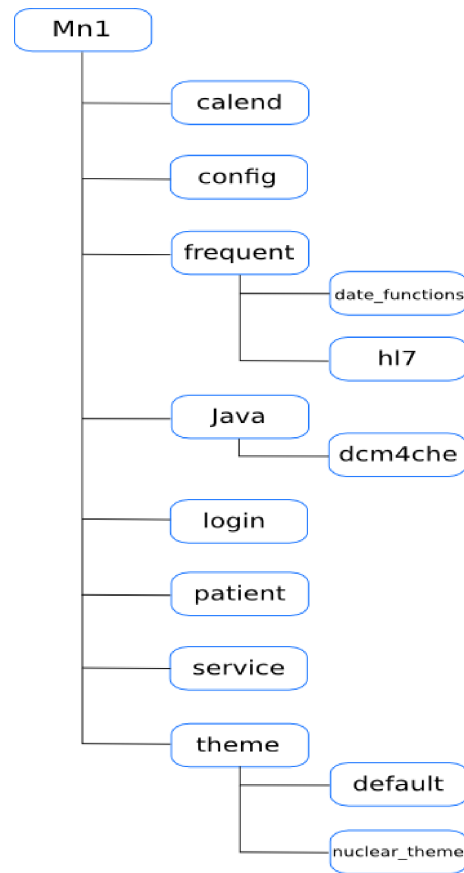 Mn1
calend
config
frequent
date_functions
hl7
Java
dcm4che
login
patient
service
theme
default
nuclear_theme